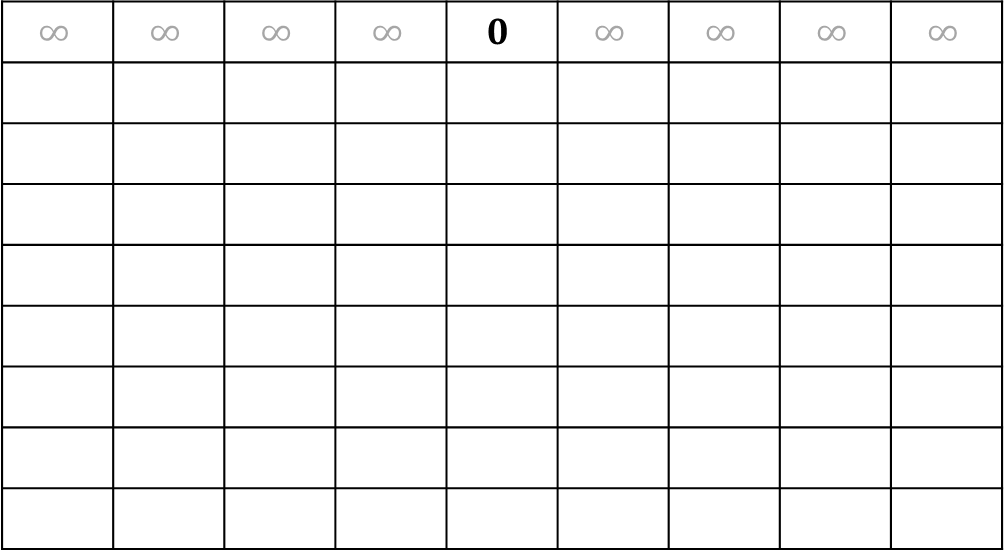 ∞ ∞ ∞ ∞ 0 ∞ ∞ ∞ ∞